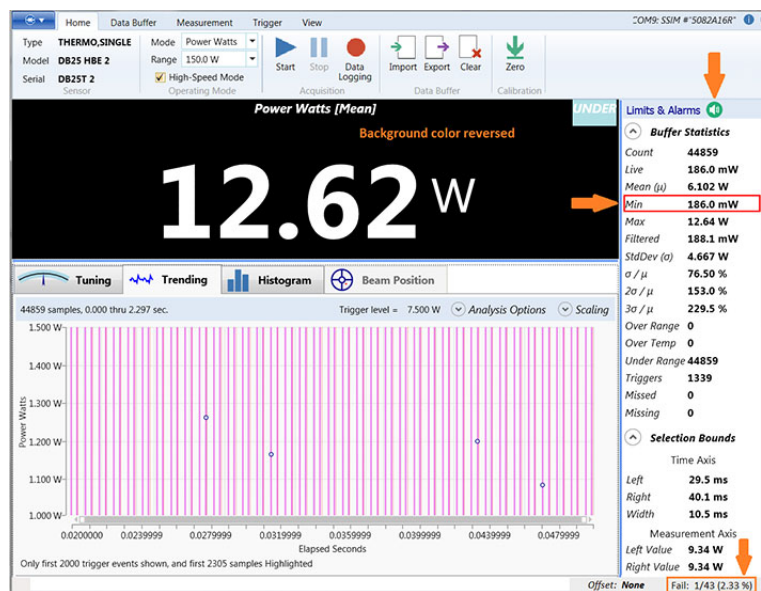 Home Data Buffer Measurement Trigger View
COM9: SSIM #"5082A16R"
Type THERMO,SINGLE Mode Power Watts
Model DB25 HBE 2 Range 150.0 W
Serial DB25T 2 High-Speed Mode
Start Stop Data Logging Import Export Clear Zero
Sensor Operating Mode Acquisition Data Buffer Calibration
Power Watts [Mean]
UNDER
Background color reversed
12.62 W
Tuning Trending Histogram Beam Position
44859 samples, 0.000 thru 2.297 sec. Trigger level = 7.500 W Analysis Options Scaling
1.500 W
1.400 W
1.300 W
1.200 W
1.100 W
1.000 W
Power Watts
0.0200000 0.0239999 0.0279999 0.0319999 0.0359999 0.0399999 0.0439999 0.0479999
Elapsed Seconds
Only first 2000 trigger events shown, and first 2305 samples Highlighted
Limits & Alarms
Buffer Statistics
Count 44859
Live 186.0 mW
Mean (μ) 6.102 W
Min 186.0 mW
Max 12.64 W
Filtered 188.1 mW
StdDev (σ) 4.667 W
σ / μ 76.50 %
2σ / μ 153.0 %
3σ / μ 229.5 %
Over Range 0
Over Temp 0
Under Range 44859
Triggers 1339
Missed 0
Missing 0
Selection Bounds
Time Axis
Left 29.5 ms
Right 40.1 ms
Width 10.5 ms
Measurement Axis
Left Value 9.34 W
Right Value 9.34 W
Offset: None Fail: 1/43 (2.33 %)